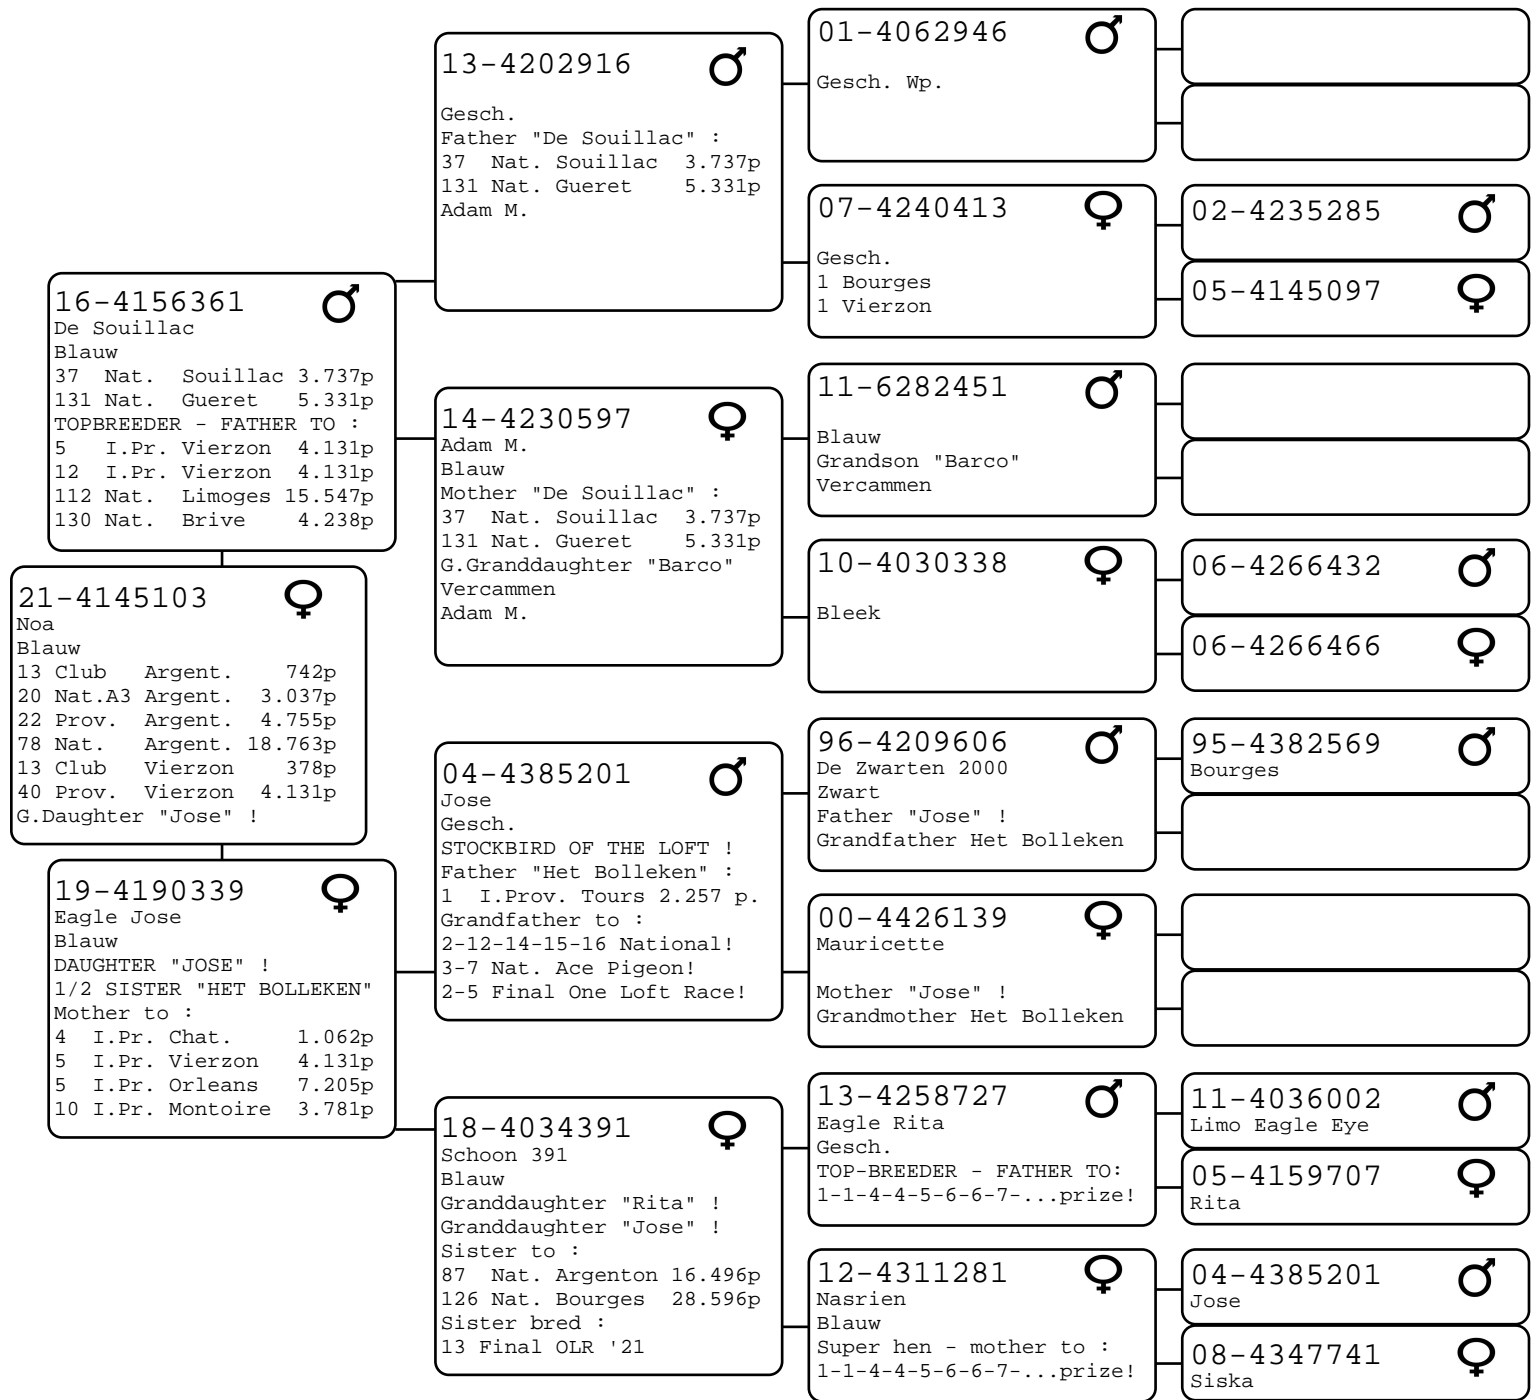 21-4145103
Noa
Blauw
13 Club   Argent.    742p
20 Nat.A3 Argent.  3.037p
22 Prov.  Argent.  4.755p
78 Nat.   Argent. 18.763p
13 Club   Vierzon    378p
40 Prov.  Vierzon  4.131p
G.Daughter "Jose" !
16-4156361
De Souillac
Blauw
37  Nat.  Souillac 3.737p
131 Nat.  Gueret   5.331p
TOPBREEDER - FATHER TO :
5   I.Pr. Vierzon  4.131p
12  I.Pr. Vierzon  4.131p
112 Nat.  Limoges 15.547p
130 Nat.  Brive    4.238p
19-4190339
Eagle Jose
Blauw
DAUGHTER "JOSE" !
1/2 SISTER "HET BOLLEKEN"
Mother to :
4  I.Pr. Chat.     1.062p
5  I.Pr. Vierzon   4.131p
5  I.Pr. Orleans   7.205p
10 I.Pr. Montoire  3.781p
13-4202916
Gesch.
Father "De Souillac" :
37  Nat. Souillac  3.737p
131 Nat. Gueret    5.331p
Adam M.
14-4230597
Adam M.
Blauw
Mother "De Souillac" :
37  Nat. Souillac  3.737p
131 Nat. Gueret    5.331p
G.Granddaughter "Barco"
Vercammen
Adam M.
04-4385201
Jose
Gesch.
STOCKBIRD OF THE LOFT !
Father "Het Bolleken" :
1  I.Prov. Tours 2.257 p.
Grandfather to :
2-12-14-15-16 National!
3-7 Nat. Ace Pigeon!
2-5 Final One Loft Race!
18-4034391
Schoon 391
Blauw
Granddaughter "Rita" !
Granddaughter "Jose" !
Sister to :
87  Nat. Argenton 16.496p
126 Nat. Bourges  28.596p
Sister bred :
13 Final OLR '21
01-4062946
Gesch. Wp.
07-4240413
Gesch.
1 Bourges
1 Vierzon
11-6282451
Blauw
Grandson "Barco"
Vercammen
10-4030338
Bleek
96-4209606
De Zwarten 2000
Zwart
Father "Jose" !
Grandfather Het Bolleken
00-4426139
Mauricette
Mother "Jose" !
Grandmother Het Bolleken
13-4258727
Eagle Rita
Gesch.
TOP-BREEDER - FATHER TO:
1-1-4-4-5-6-6-7-...prize!
12-4311281
Nasrien
Blauw
Super hen - mother to :
1-1-4-4-5-6-6-7-...prize!
02-4235285
05-4145097
06-4266432
06-4266466
95-4382569
Bourges
11-4036002
Limo Eagle Eye
05-4159707
Rita
04-4385201
Jose
08-4347741
Siska